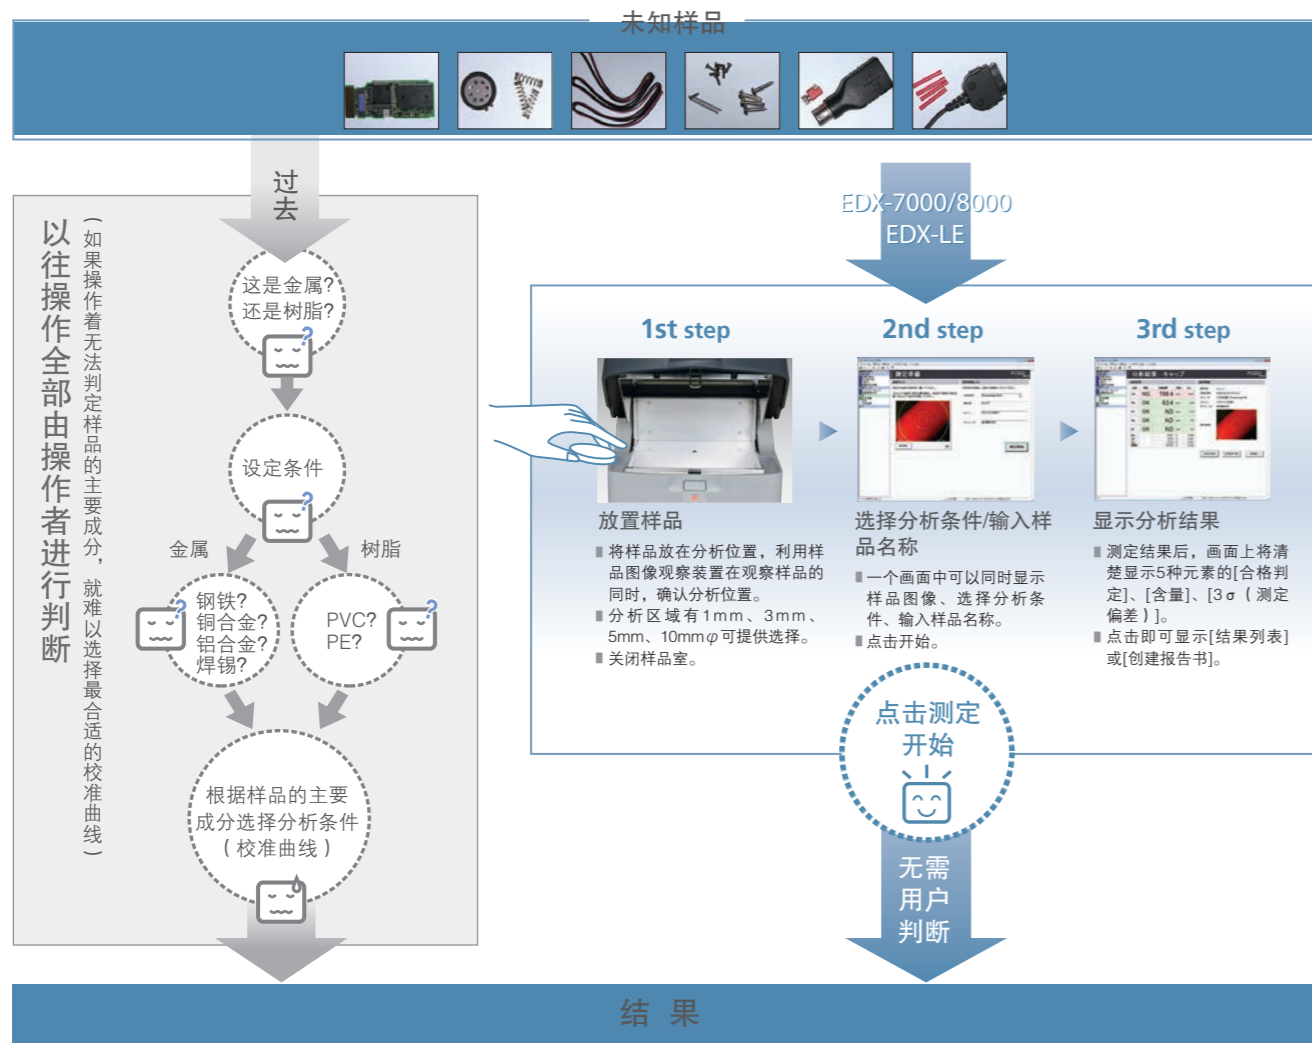 未知样品
过去
以往操作全部由操作者进行判断
(如果操作着无法判定样品的主要成分，就难以选择最合适的校准曲线)
这是金属?
还是树脂?
设定条件
金属
树脂
钢铁?
铜合金?
铝合金?
焊锡?
PVC?
PE?
根据样品的主要
成分选择分析条件
(校准曲线)
EDX-7000/8000
EDX-LE
1st step
放置样品
将样品放在分析位置，利用样
品图像观察装置在观察样品的
同时，确认分析位置。
分析区域有1mm、3mm、
5mm、10mmφ可提供选择。
关闭样品室。
2nd step
测定准備
选择分析条件/输入样
品名称
一个画面中可以同时显示
样品图像、选择分析条
件、输入样品名称。
点击开始。
3rd step
分析結果 キャップ
显示分析结果
测定结果后，画面上将清
楚显示5种元素的[合格判
定]、[含量]、[3σ（测定
偏差）]。
点击即可显示[结果列表]
或[创建报告书]。
点击测定
开始
无需
用户
判断
结果